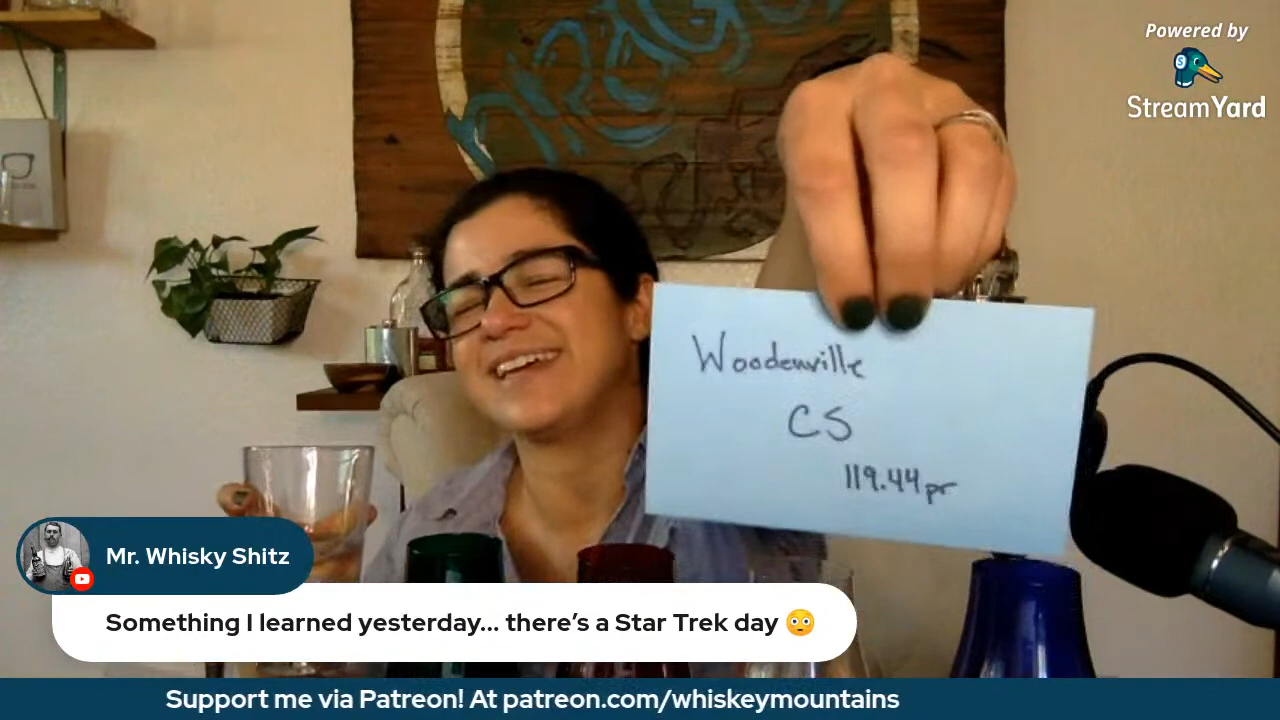 Powered by
StreamYard
Woodenville
CS
119.44pr
Mr. Whisky Shitz
Something I learned yesterday... there's a Star Trek day 😳
Support me via Patreon! At patreon.com/whiskeymountains